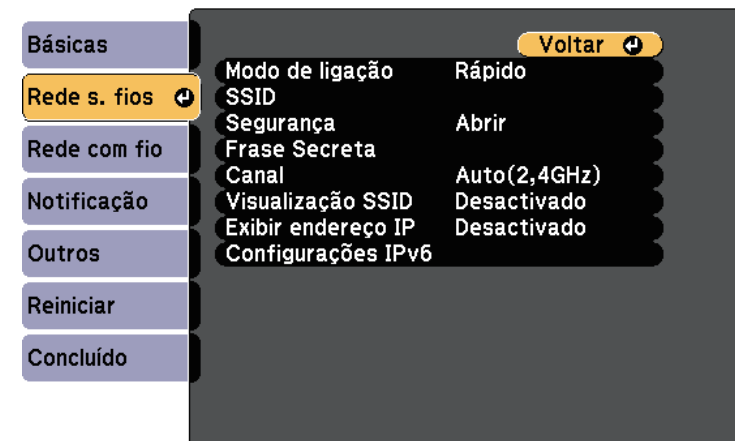 Básicas
Rede s. fios
Rede com fio
Notificação
Outros
Reiniciar
Concluído
Voltar
Modo de ligação Rápido
SSID
Segurança Abrir
Frase Secreta
Canal Auto(2,4GHz)
Visualização SSID Desactivado
Exibir endereço IP Desactivado
Configurações IPv6